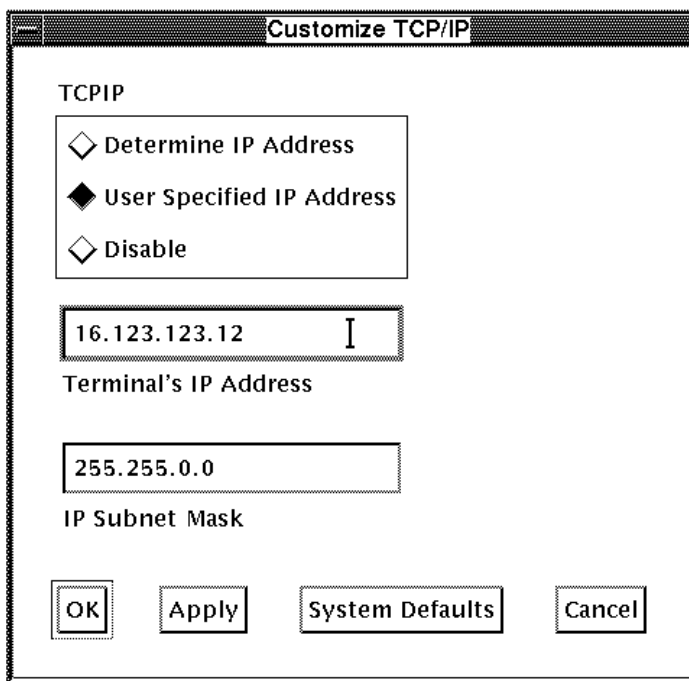 Customize TCP/IP
TCPIP
Determine IP Address
User Specified IP Address
Disable
16.123.123.12
Terminal's IP Address
255.255.0.0
IP Subnet Mask
OK Apply System Defaults Cancel